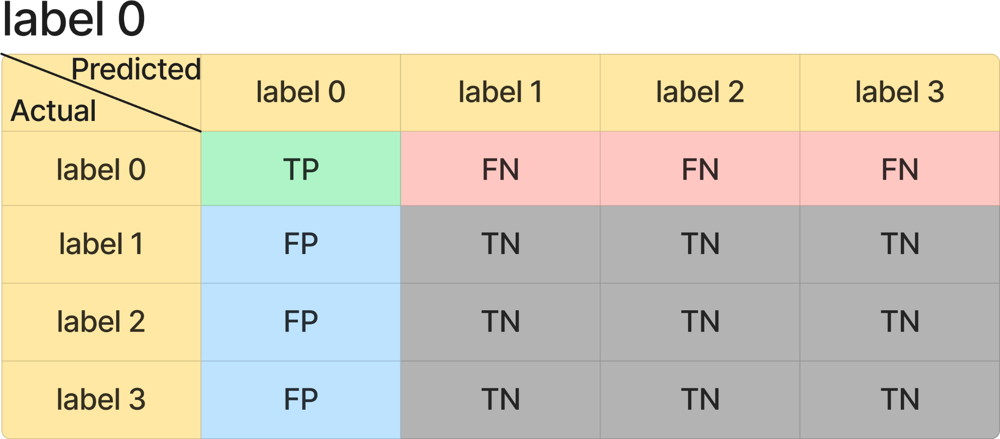 label 0
Predicted
Actual
label 0 label 1 label 2 label 3
label 0 TP FN FN FN
label 1 FP TN TN TN
label 2 FP TN TN TN
label 3 FP TN TN TN